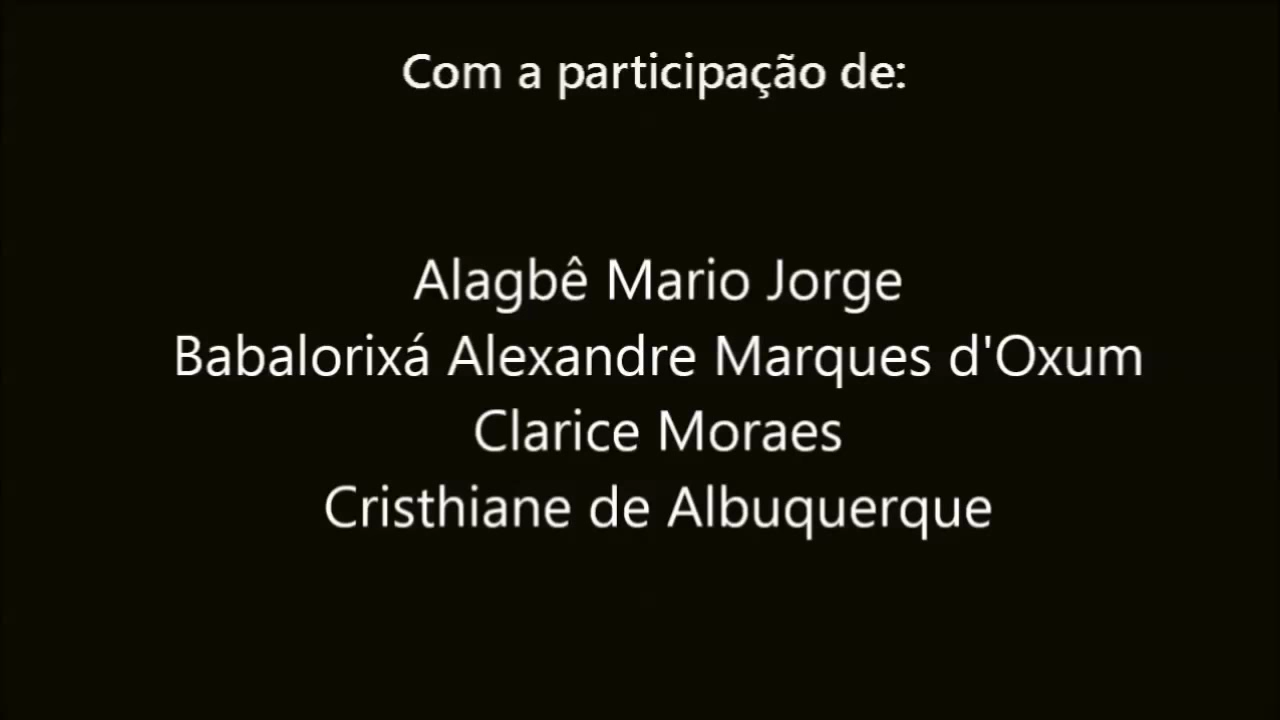 Com a participação de:
Alagbê Mario Jorge
Babalorixá Alexandre Marques d'Oxum
Clarice Moraes
Cristhiane de Albuquerque